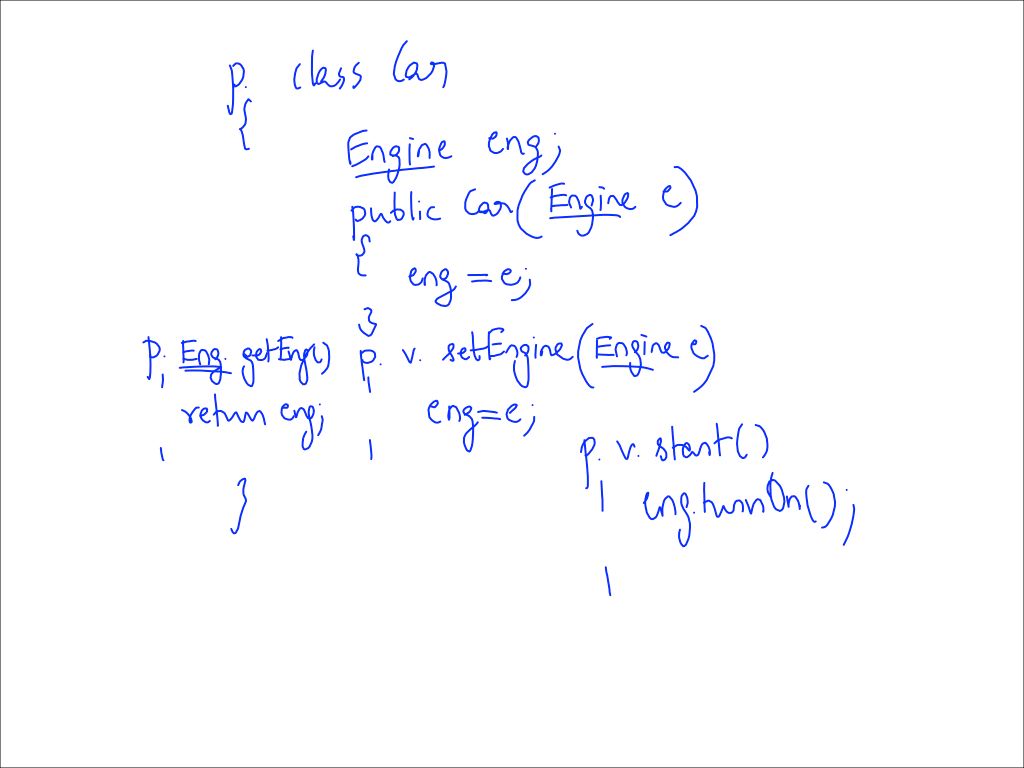 p. class Car
{
Engine eng;
public Car(Engine e)
{
eng = e;
}
p. Eng. getEng()
return eng;
p. v. setEngine(Engine e)
eng=e;
p. v. start()
eng.turnOn();
}